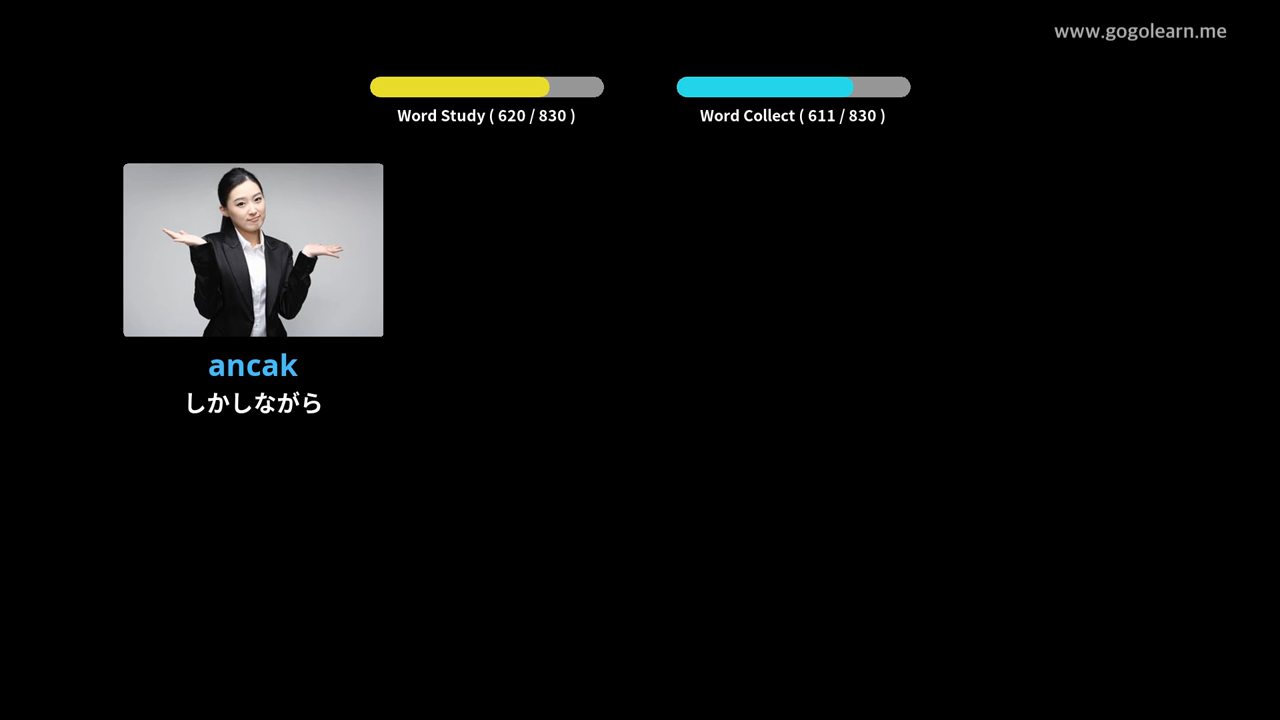 www.gogolearn.me
Word Study ( 620 / 830 )
Word Collect ( 611 / 830 )
ancak
しかしながら